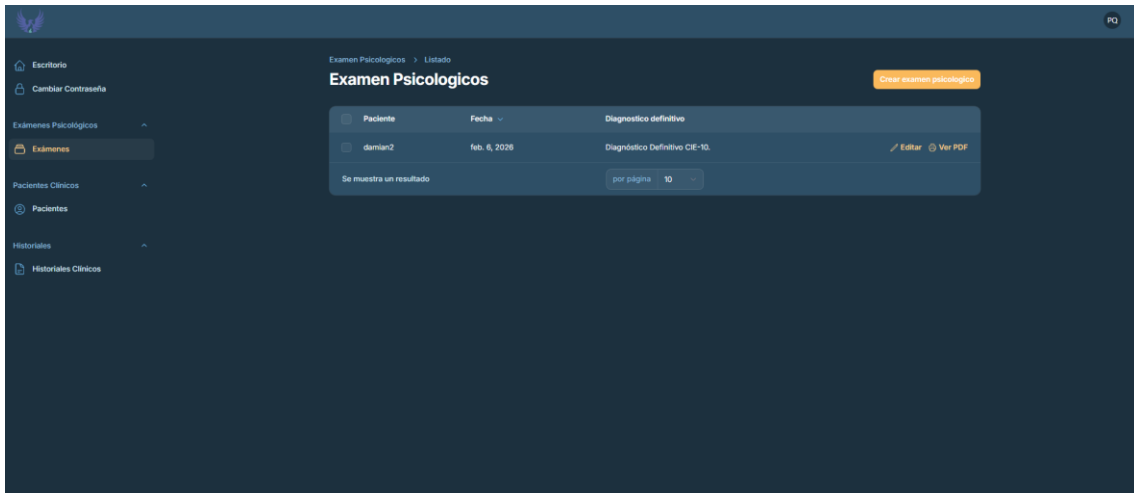 PQ
Escritorio
Cambiar Contraseña
Exámenes Psicológicos
Exámenes
Pacientes Clínicos
Pacientes
Historiales
Historiales Clínicos
Examen Psicologicos > Listado
Examen Psicologicos
Crear examen psicologico
Paciente Fecha Diagnostico definitivo
damian2 feb. 6, 2026 Diagnóstico Definitivo CIE-10. Editar Ver PDF
Se muestra un resultado por página 10